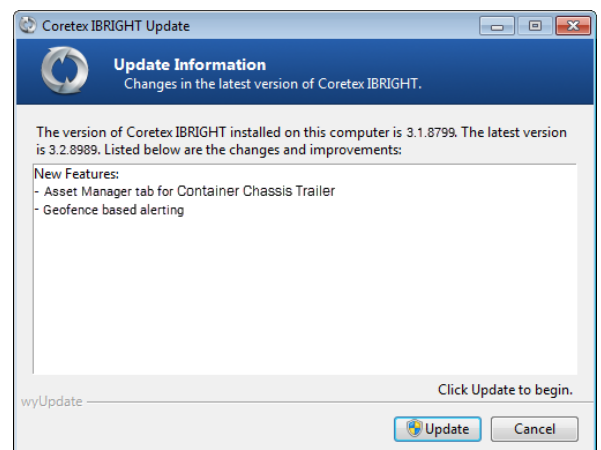 Coretex IBRIGHT Update
Update Information
Changes in the latest version of Coretex IBRIGHT.
The version of Coretex IBRIGHT installed on this computer is 3.1.8799. The latest version
is 3.2.8989. Listed below are the changes and improvements:
New Features:
- Asset Manager tab for Container Chassis Trailer
- Geofence based alerting
Click Update to begin.
wyUpdate
Update
Cancel